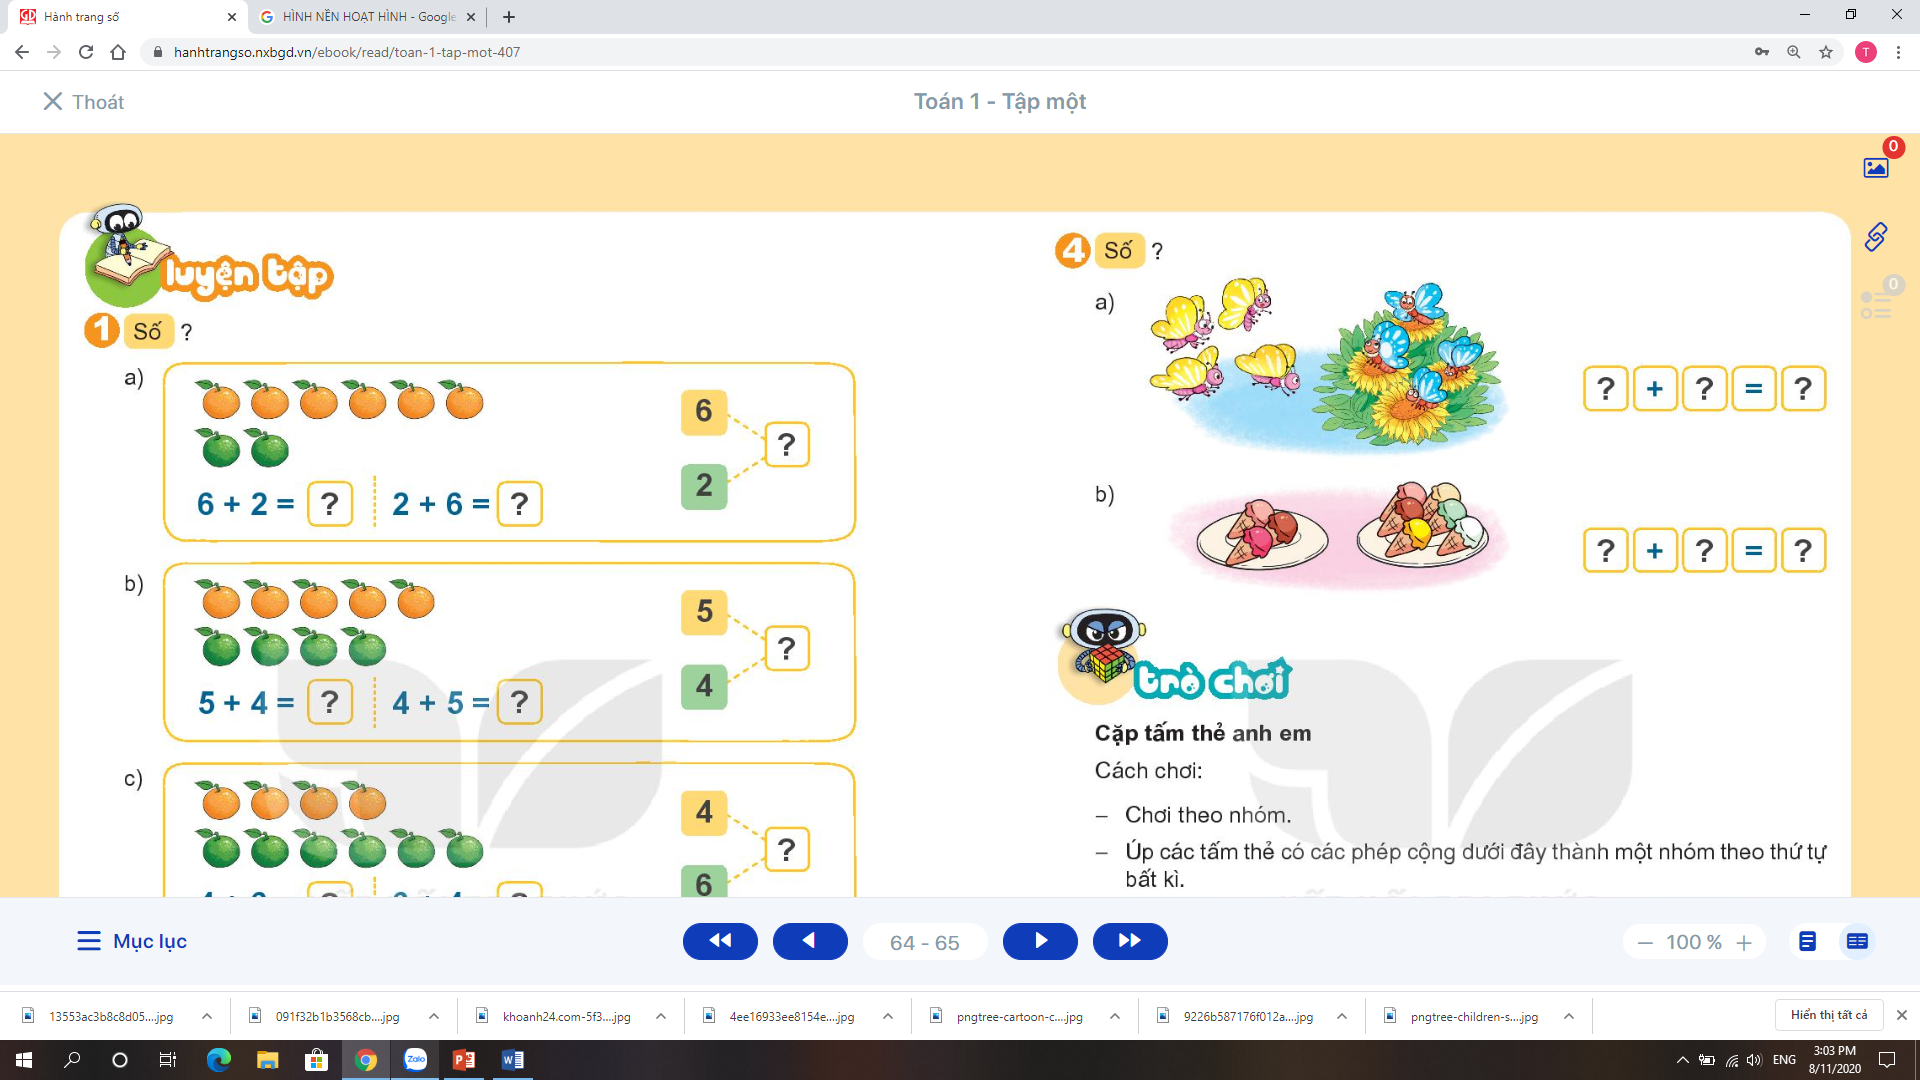 Hành trang số
HÌNH NỀN HOẠT HÌNH - Google
hanhtrangso.nxbgd.vn/ebook/read/toan-1-tap-mot-407
T
Thoát
Toán 1 - Tập một
0
0
luyện tập
1 Số ?
a)
6
2
?
6 + 2 = ?
2 + 6 = ?
b)
5
4
?
5 + 4 = ?
4 + 5 = ?
c)
4
6
?
4 Số ?
a)
? + ? = ?
b)
? + ? = ?
trò chơi
Cặp tấm thẻ anh em
Cách chơi:
– Chơi theo nhóm.
– Úp các tấm thẻ có các phép cộng dưới đây thành một nhóm theo thứ tự
bất kì.
Mục lục
64 - 65
100 %
13553ac3b8c8d05....jpg
091f32b1b3568cb....jpg
khoanh24.com-5f3....jpg
4ee16933ee8154e....jpg
pngtree-cartoon-c....jpg
9226b587176f012a....jpg
pngtree-children-s....jpg
Hiển thị tất cả
Zalo
ENG
3:03 PM
8/11/2020